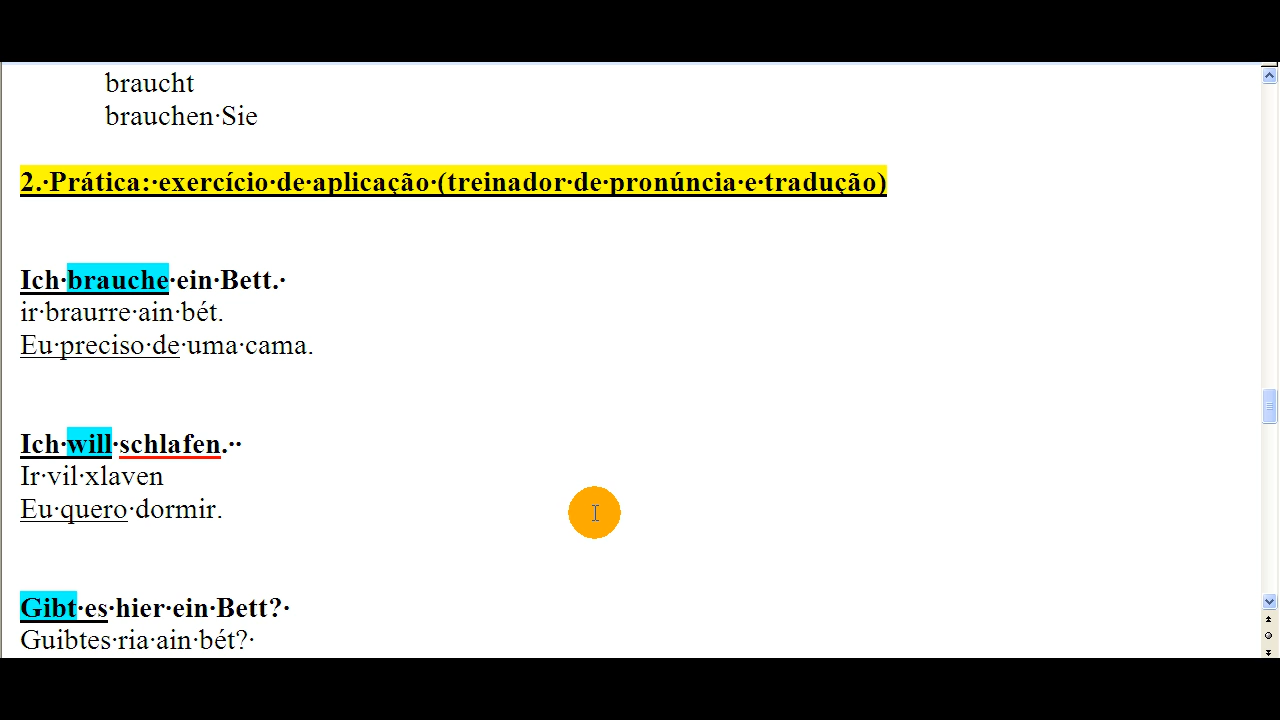 braucht
brauchen·Sie
2.·Prática:·exercício·de·aplicação·(treinador·de·pronúncia·e·tradução)
Ich·brauche·ein·Bett.·
ir·braurre·ain·bét.
Eu·preciso·de·uma·cama.
Ich·will·schlafen.··
Ir·vil·xlaven
Eu·quero·dormir.
Gibt·es·hier·ein·Bett?·
Guibtes·ria·ain·bét?·